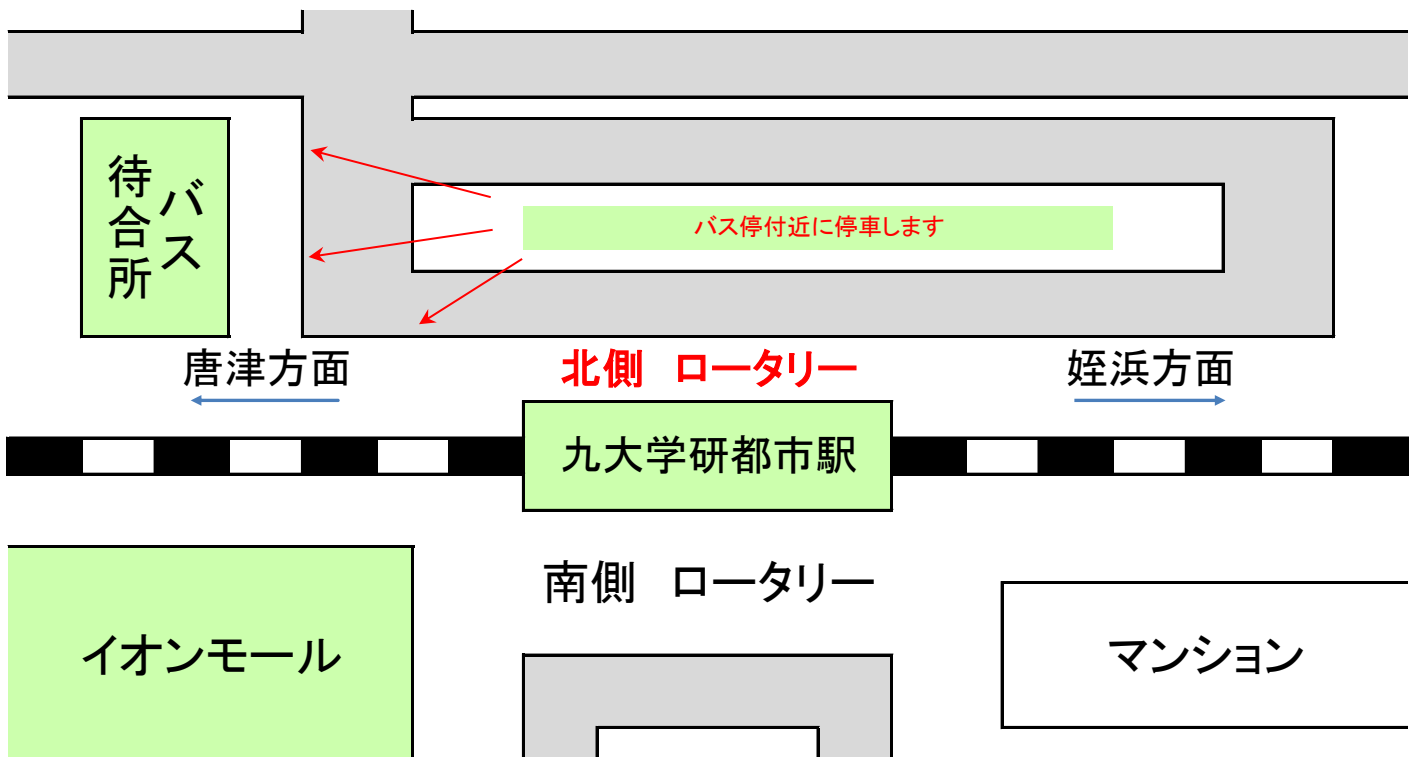 バス
待合所
バス停付近に停車します
唐津方面
北側　ロータリー
姪浜方面
九大学研都市駅
南側　ロータリー
イオンモール
マンション